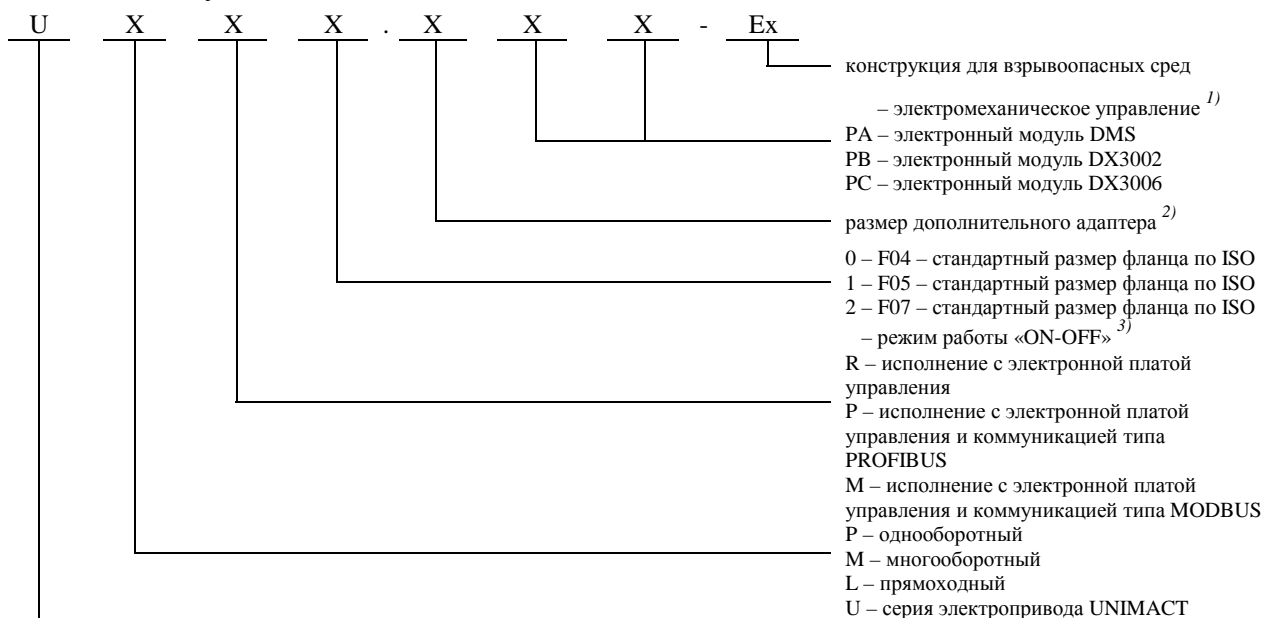 U X X X . X X X - Ex
конструкция для взрывоопасных сред
– электромеханическое управление 1)
PA – электронный модуль DMS
PB – электронный модуль DX3002
PC – электронный модуль DX3006
размер дополнительного адаптера 2)
0 – F04 – стандартный размер фланца по ISO
1 – F05 – стандартный размер фланца по ISO
2 – F07 – стандартный размер фланца по ISO
– режим работы «ON-OFF» 3)
R – исполнение с электронной платой
управления
P – исполнение с электронной платой
управления и коммуникацией типа
PROFIBUS
M – исполнение с электронной платой
управления и коммуникацией типа MODBUS
P – однооборотный
M – многооборотный
L – прямоходный
U – серия электропривода UNIMACT